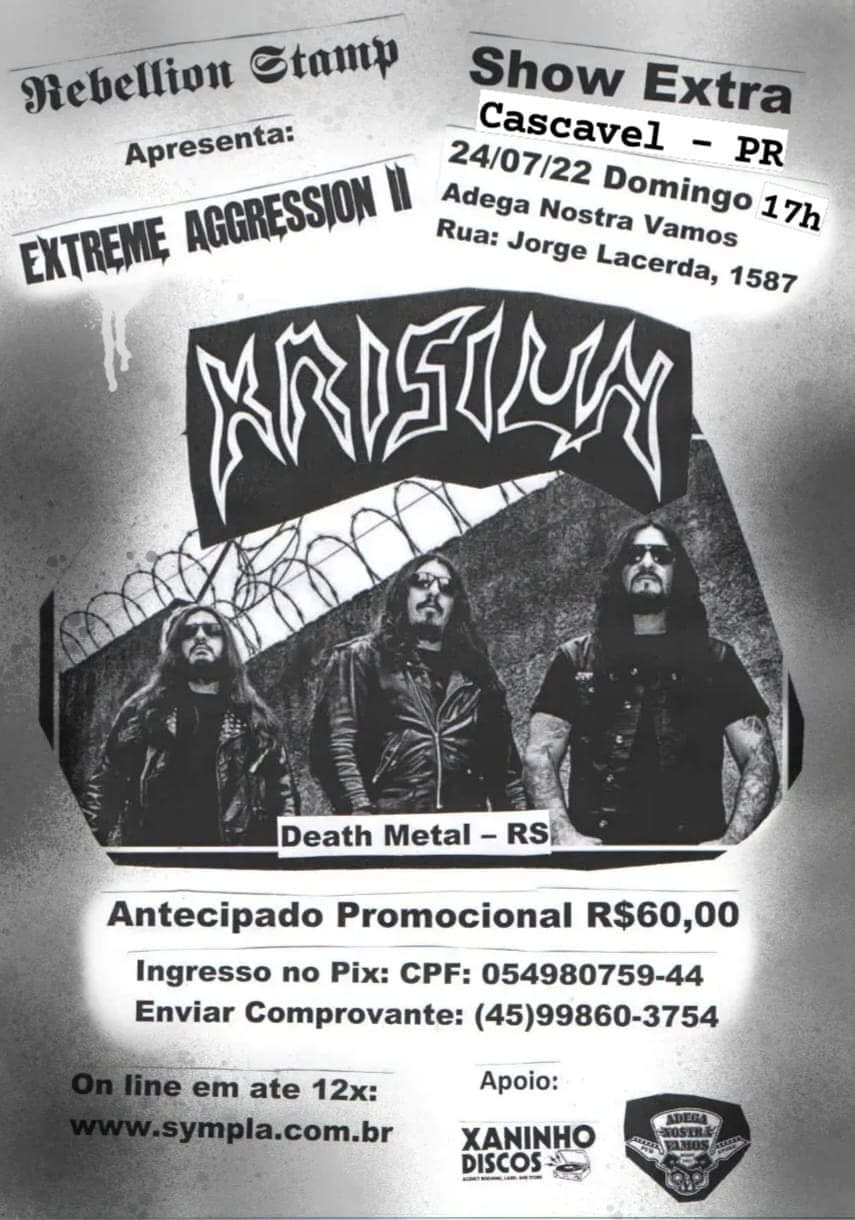 Rebellion Stamp
Apresenta:
EXTREME AGGRESSION II
Show Extra
Cascavel - PR
24/07/22 Domingo 17h
Adega Nostra Vamos
Rua: Jorge Lacerda, 1587
KRISIUN
Death Metal – RS
Antecipado Promocional R$60,00
Ingresso no Pix: CPF: 054980759-44
Enviar Comprovante: (45)99860-3754
On line em ate 12x:
www.sympla.com.br
Apoio:
XANINHO
DISCOS
ADEGA
NOSTRA
VAMOS